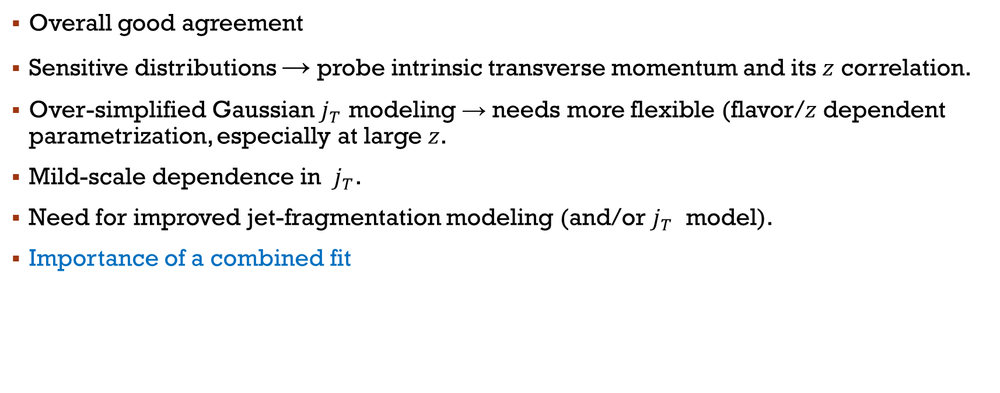 ▪ Overall good agreement
▪ Sensitive distributions → probe intrinsic transverse momentum and its z correlation.
▪ Over-simplified Gaussian j_T modeling → needs more flexible (flavor/z dependent
parametrization, especially at large z.
▪ Mild-scale dependence in j_T.
▪ Need for improved jet-fragmentation modeling (and/or j_T model).
▪ Importance of a combined fit